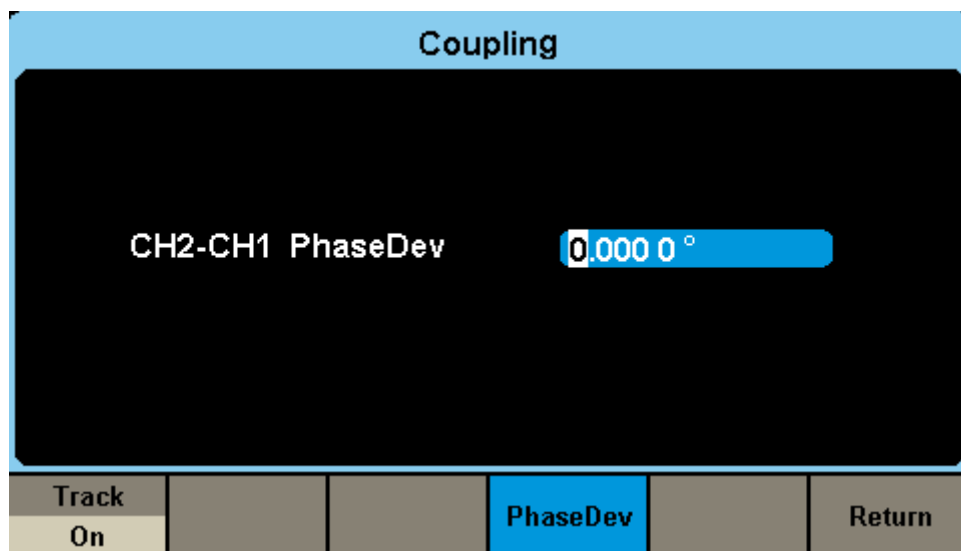 Coupling
CH2-CH1 PhaseDev 0.000 0 °
Track
On
PhaseDev
Return